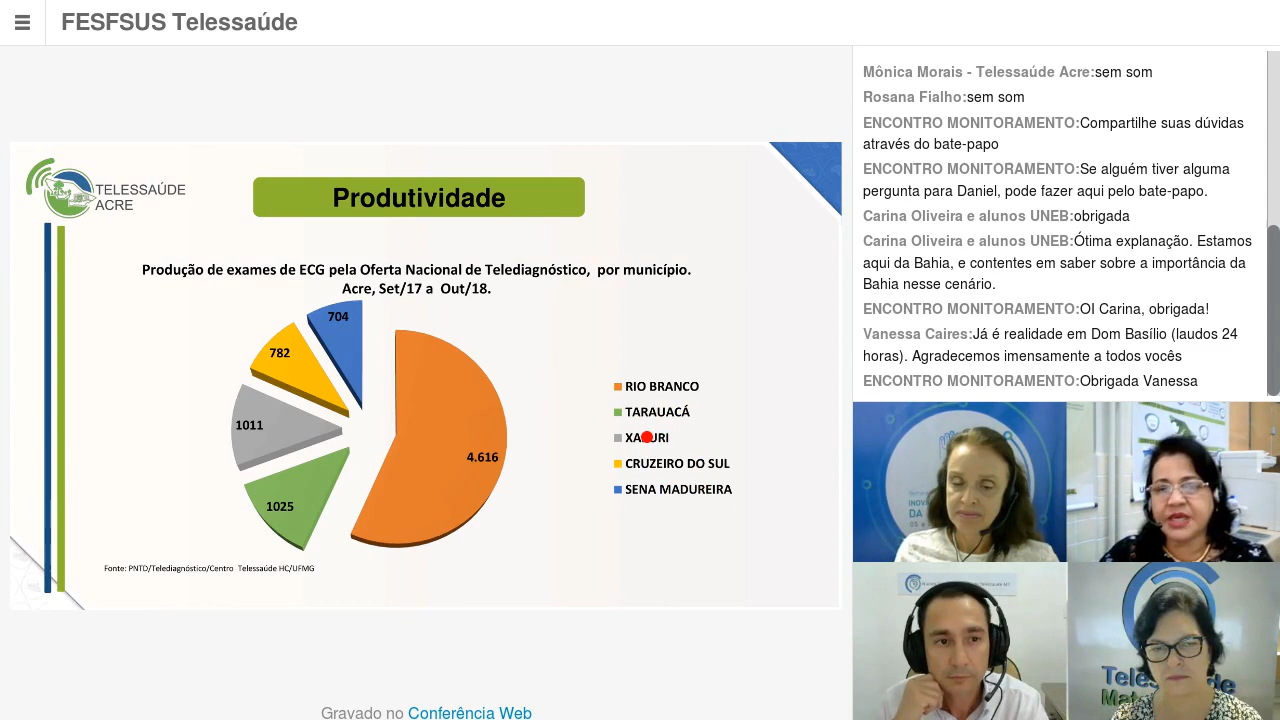 FESFSUS Telessaúde
TELESSAÚDE
ACRE
Produtividade
Produção de exames de ECG pela Oferta Nacional de Telediagnóstico, por município.
Acre, Set/17 a Out/18.
704
782
1011
1025
4.616
RIO BRANCO
TARAUACÁ
CRUZEIRO DO SUL
SENA MADUREIRA
Fonte: PNTD/Telediagnóstico/Centro Telessaúde HC/UFMG
Gravado no Conferência Web
Mônica Morais - Telessaúde Acre:sem som
Rosana Fialho:sem som
ENCONTRO MONITORAMENTO:Compartilhe suas dúvidas
através do bate-papo
ENCONTRO MONITORAMENTO:Se alguém tiver alguma
pergunta para Daniel, pode fazer aqui pelo bate-papo.
Carina Oliveira e alunos UNEB:obrigada
Carina Oliveira e alunos UNEB:Ótima explanação. Estamos
aqui da Bahia, e contentes em saber sobre a importância da
Bahia nesse cenário.
ENCONTRO MONITORAMENTO:OI Carina, obrigada!
Vanessa Caires:Já é realidade em Dom Basílio (laudos 24
horas). Agradecemos imensamente a todos vocês
ENCONTRO MONITORAMENTO:Obrigada Vanessa